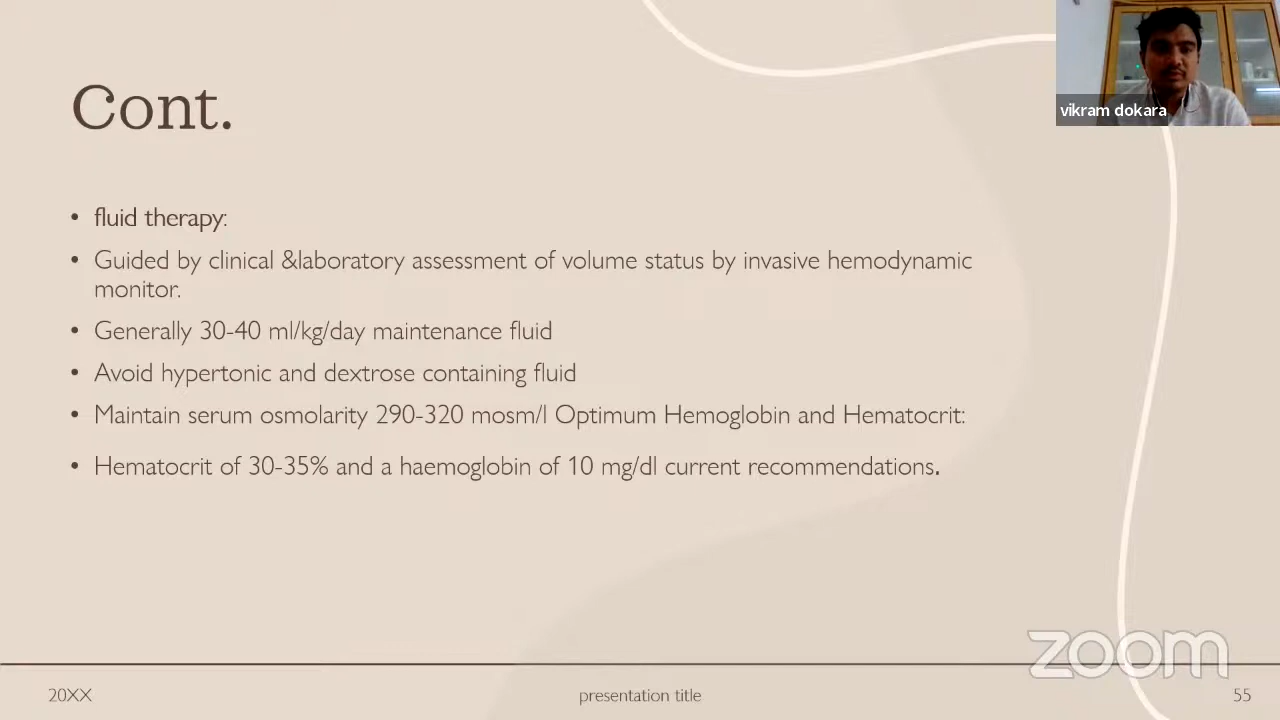 vikram dokara
Cont.
• fluid therapy:
• Guided by clinical &laboratory assessment of volume status by invasive hemodynamic
monitor.
• Generally 30-40 ml/kg/day maintenance fluid
• Avoid hypertonic and dextrose containing fluid
• Maintain serum osmolarity 290-320 mosm/l Optimum Hemoglobin and Hematocrit:
• Hematocrit of 30-35% and a haemoglobin of 10 mg/dl current recommendations.
zoom
20XX
presentation title
55